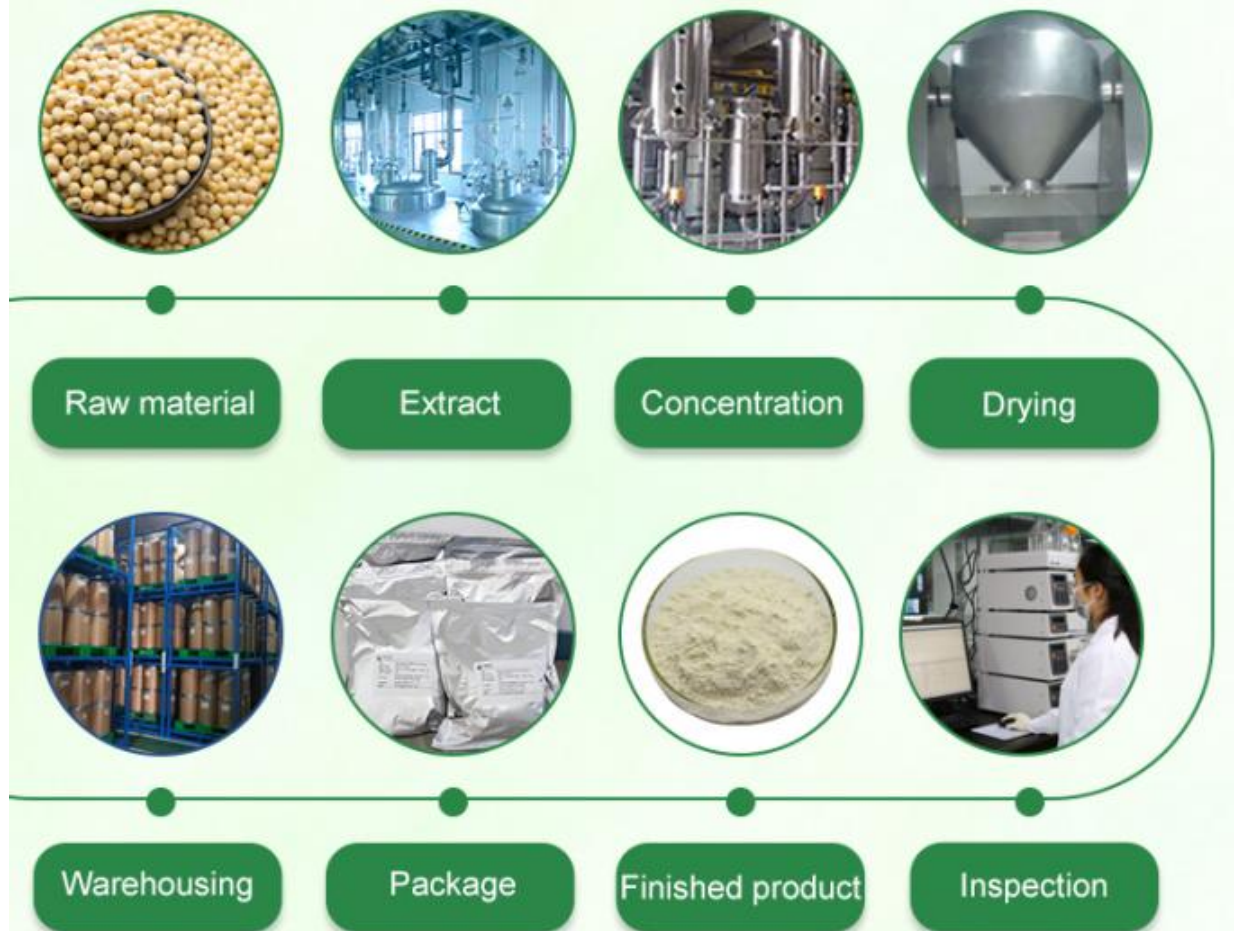 Raw material
Extract
Concentration
Drying
Warehousing
Package
Finished product
Inspection